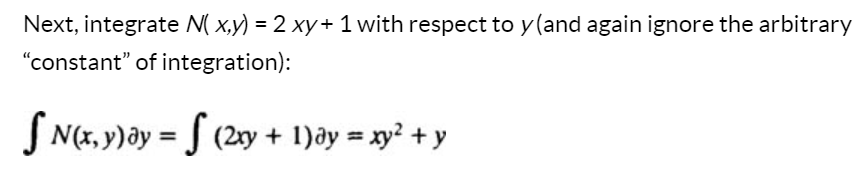 Next, integrate N( x,y) = 2 xy+ 1 with respect to y(and again ignore the arbitrary
“constant” of integration):
∫ N(x, y)∂y = ∫ (2xy + 1)∂y = xy² + y